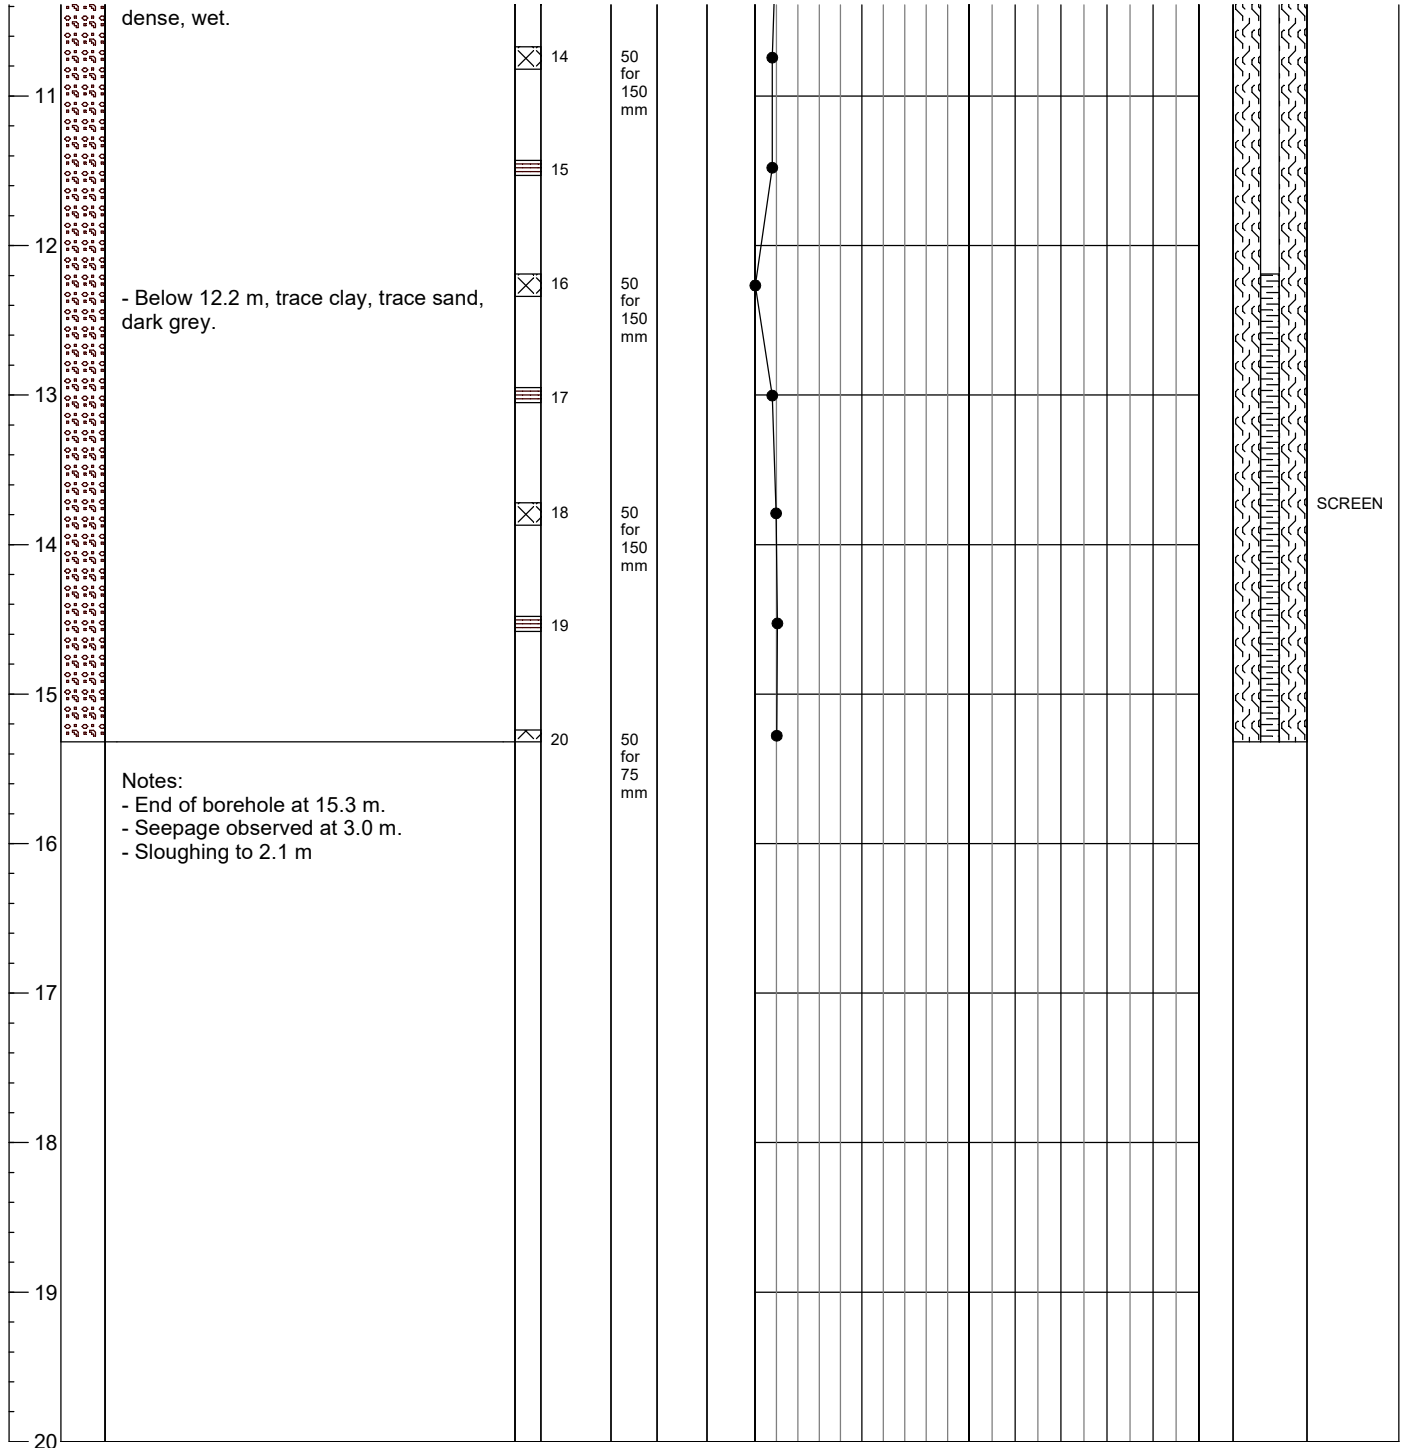 dense, wet.
14
50
for
150
mm
11
15
12
16
50
for
150
mm
- Below 12.2 m, trace clay, trace sand,
dark grey.
13
17
18
50
for
150
mm
SCREEN
14
19
15
20
50
for
75
mm
Notes:
- End of borehole at 15.3 m.
- Seepage observed at 3.0 m.
- Sloughing to 2.1 m
16
17
18
19
20